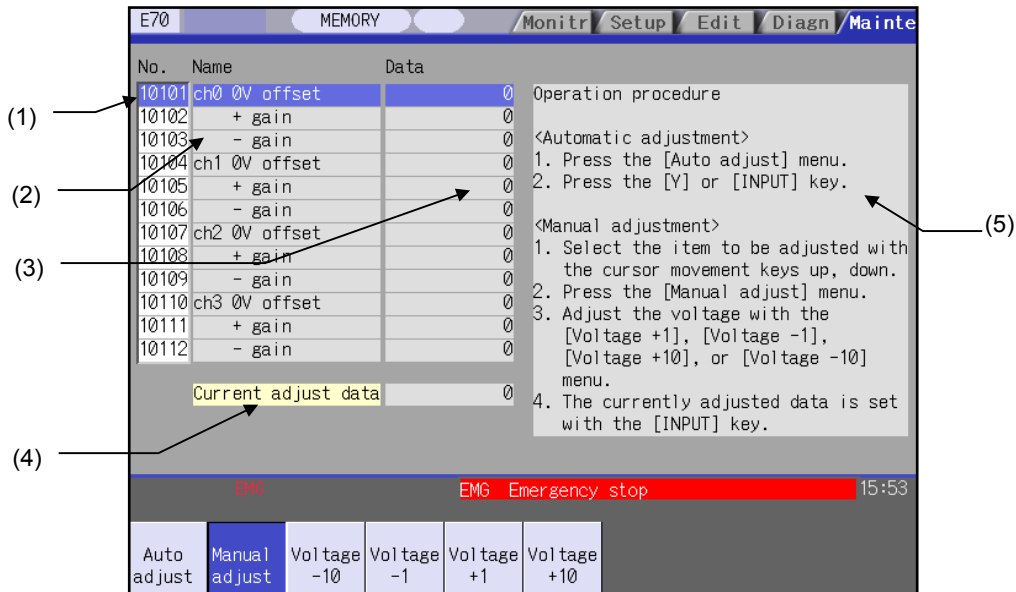 E70 MEMORY Monitr Setup Edit Diagn Mainte
No. Name Data
10101 ch0 0V offset 0
10102 + gain 0
10103 - gain 0
10104 ch1 0V offset 0
10105 + gain 0
10106 - gain 0
10107 ch2 0V offset 0
10108 + gain 0
10109 - gain 0
10110 ch3 0V offset 0
10111 + gain 0
10112 - gain 0
Current adjust data 0
Operation procedure
<Automatic adjustment>
1. Press the [Auto adjust] menu.
2. Press the [Y] or [INPUT] key.
<Manual adjustment>
1. Select the item to be adjusted with
the cursor movement keys up, down.
2. Press the [Manual adjust] menu.
3. Adjust the voltage with the
[Voltage +1], [Voltage -1],
[Voltage +10], or [Voltage -10]
menu.
4. The currently adjusted data is set
with the [INPUT] key.
(1)
(2)
(3)
(4)
(5)
EMG EMG Emergency stop 15:53
Auto adjust
Manual adjust
Voltage -10
Voltage -1
Voltage +1
Voltage +10